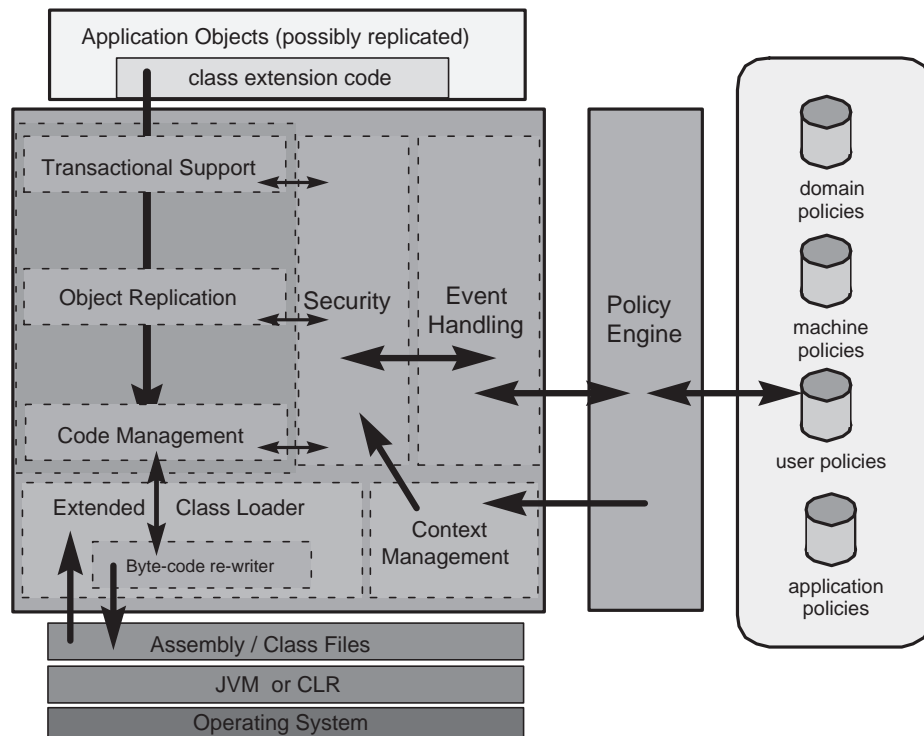 Application Objects (possibly replicated)
class extension code
Transactional Support
Object Replication
Code Management
Security
Event
Handling
Policy
Engine
Extended Class Loader
Byte-code re-writer
Context
Management
Assembly / Class Files
JVM or CLR
Operating System
domain
policies
machine
policies
user policies
application
policies